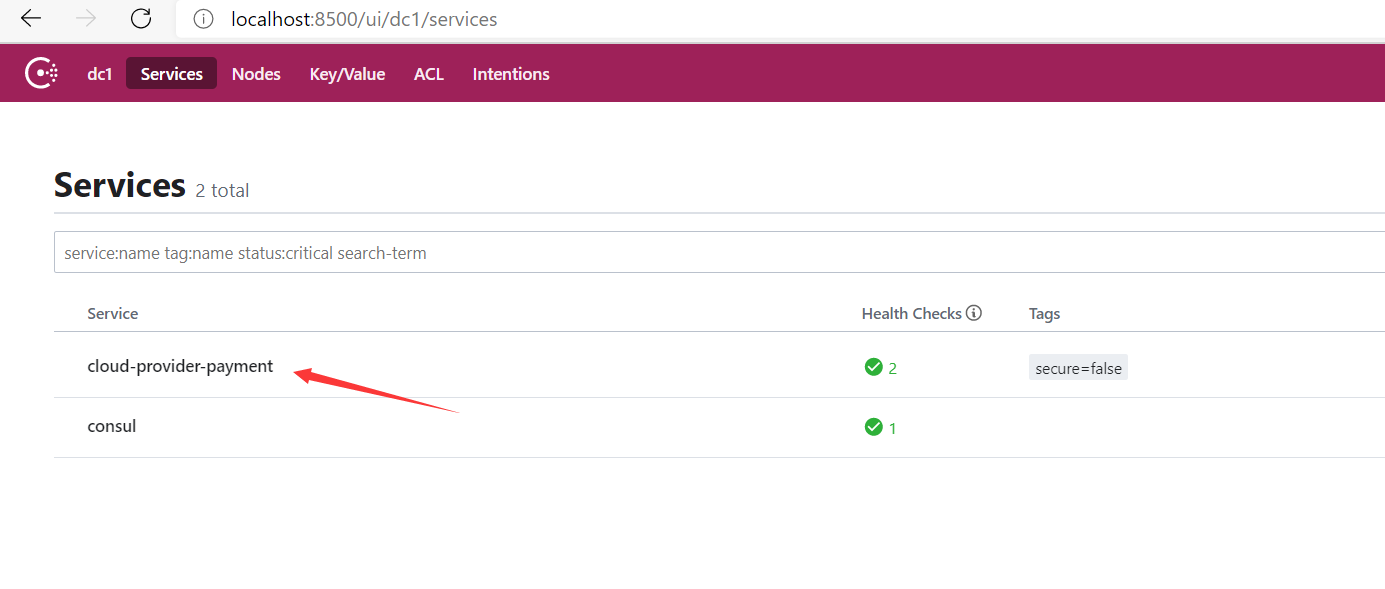 localhost:8500/ui/dc1/services
dc1 Services Nodes Key/Value ACL Intentions
Services 2 total
service:name tag:name status:critical search-term
Service Health Checks Tags
cloud-provider-payment 2 secure=false
consul 1